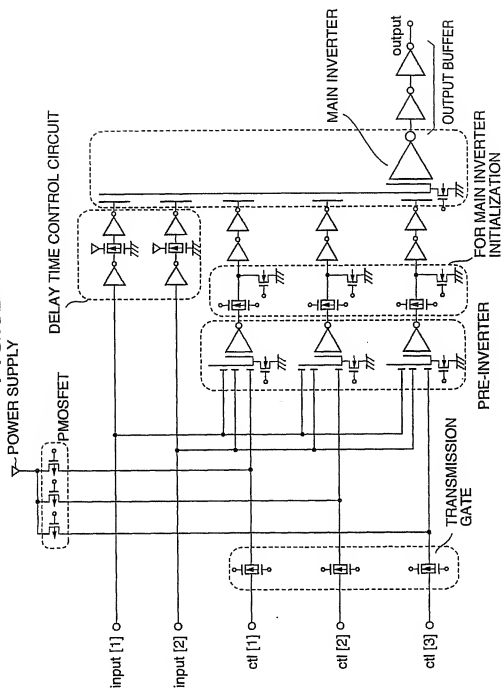 POWER SUPPLY
PMOSFET
DELAY TIME CONTROL CIRCUIT
MAIN INVERTER
output
OUTPUT BUFFER
FOR MAIN INVERTER
INITIALIZATION
PRE-INVERTER
TRANSMISSION
GATE
input [1]
input [2]
ctl [1]
ctl [2]
ctl [3]